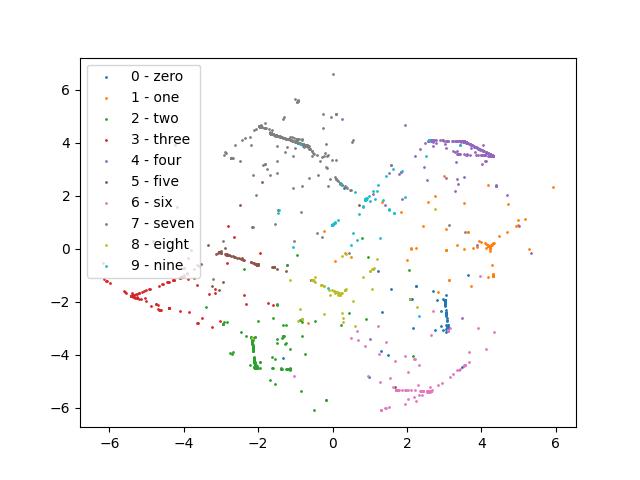 0 - zero
1 - one
2 - two
3 - three
4 - four
5 - five
6 - six
7 - seven
8 - eight
9 - nine
6
4
2
0
−2
−4
−6
−6 −4 −2 0 2 4 6